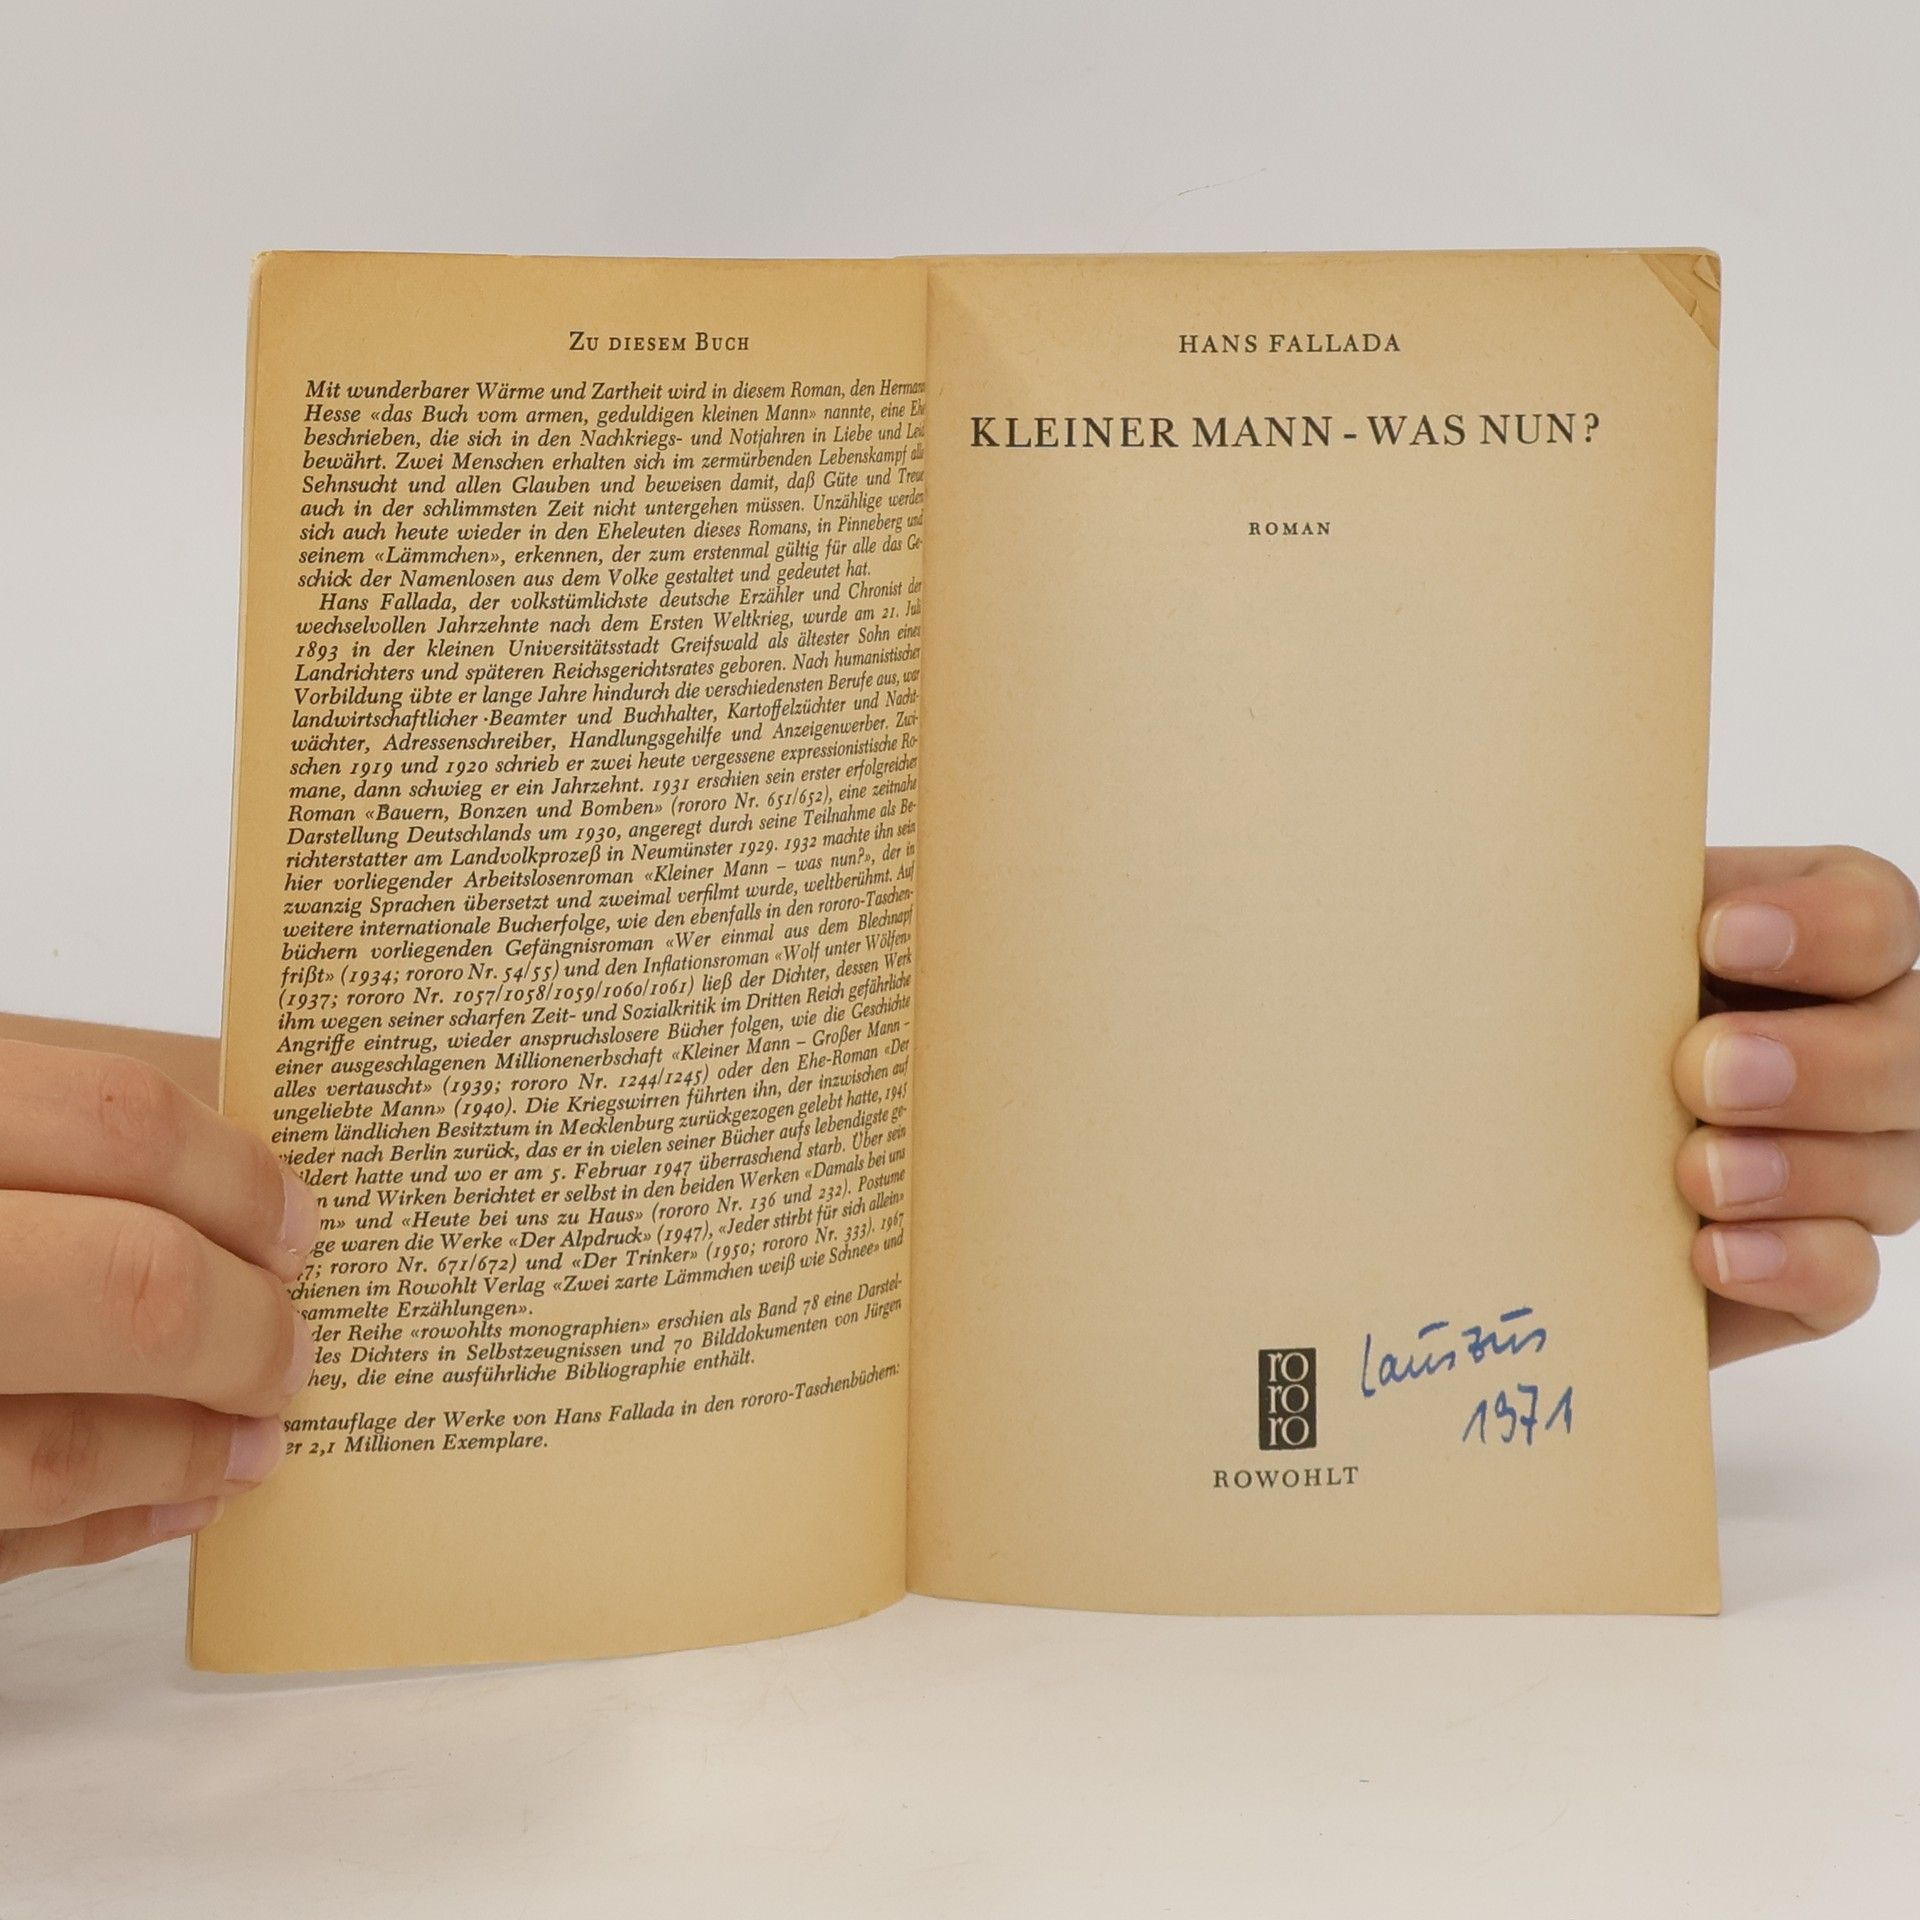 ZU DIESEM BUCH
Mit wunderbarer Wärme und Zartheit wird in diesem Roman, den Hermann
Hesse «das Buch vom armen, geduldigen kleinen Mann» nannte, eine Ehe
beschrieben, die sich in den Nachkriegs- und Notjahren in Liebe und Leid
bewährt. Zwei Menschen erhalten sich im zermürbenden Lebenskampf alle
Sehnsucht und allen Glauben und beweisen damit, daß Güte und Treue
auch in der schlimmsten Zeit nicht untergehen müssen. Unzählige werden
sich auch heute wieder in den Eheleuten dieses Romans, in Pinneberg und
seinem «Lämmchen», erkennen, der zum erstenmal gültig für alle das Ge-
schick der Namenlosen aus dem Volke gestaltet und gedeutet hat.
Hans Fallada, der volkstümlichste deutsche Erzähler und Chronist der
wechselvollen Jahrzehnte nach dem Ersten Weltkrieg, wurde am 21. Juli
1893 in der kleinen Universitätsstadt Greifswald als ältester Sohn eines
Landrichters und späteren Reichsgerichtsrates geboren. Nach humanistischer
Vorbildung übte er lange Jahre hindurch die verschiedensten Berufe aus, war
landwirtschaftlicher Beamter und Buchhalter, Kartoffelzüchter und Nacht-
wächter, Adressenschreiber, Handlungsgehilfe und Anzeigenwerber. Zwi-
schen 1919 und 1920 schrieb er zwei heute vergessene expressionistische Ro-
mane, dann schwieg er ein Jahrzehnt. 1931 erschien sein erster erfolgreicher
Roman «Bauern, Bonzen und Bomben» (rororo Nr. 651/652), eine zeitnahe
Darstellung Deutschlands um 1930, angeregt durch seine Teilnahme als Be-
richterstatter am Landvolkprozeß in Neumünster 1929. 1932 machte ihn sein
hier vorliegender Arbeitslosenroman «Kleiner Mann – was nun?», der in
zwanzig Sprachen übersetzt und zweimal verfilmt wurde, weltberühmt. Auf
weitere internationale Bucherfolge, wie den ebenfalls in den rororo-Taschen-
büchern vorliegenden Gefängnisroman «Wer einmal aus dem Blechnapf
frißt» (1934; rororo Nr. 54/55) und den Inflationsroman «Wolf unter Wölfen»
(1937; rororo Nr. 1057/1058/1059/1060/1061) ließ der Dichter, dessen Werk
ihm wegen seiner scharfen Zeit- und Sozialkritik im Dritten Reich gefährliche
Angriffe eintrug, wieder anspruchslosere Bücher folgen, wie die Geschichte
einer ausgeschlagenen Millionenerbschaft «Kleiner Mann – Großer Mann –
alles vertauscht» (1939; rororo Nr. 1244/1245) oder den Ehe-Roman «Der
ungeliebte Mann» (1940). Die Kriegswirren führten ihn, der inzwischen auf
einem ländlichen Besitztum in Mecklenburg zurückgezogen gelebt hatte, 1945
wieder nach Berlin zurück, das er in vielen seiner Bücher aufs lebendigste ge-
ildert hatte und wo er am 5. Februar 1947 überraschend starb. Über sein
n und Wirken berichtet er selbst in den beiden Werken «Damals bei uns
m» und «Heute bei uns zu Haus» (rororo Nr. 136 und 232). Postume
ge waren die Werke «Der Alpdruck» (1947), «Jeder stirbt für sich allein»
7; rororo Nr. 671/672) und «Der Trinker» (1950; rororo Nr. 333). 1967
chienen im Rowohlt Verlag «Zwei zarte Lämmchen weiß wie Schnee» und
sammelte Erzählungen».
der Reihe «rowohlts monographien» erschien als Band 78 eine Darstel-
des Dichters in Selbstzeugnissen und 70 Bilddokumenten von Jürgen
hey, die eine ausführliche Bibliographie enthält.
samtauflage der Werke von Hans Fallada in den rororo-Taschenbüchern:
er 2,1 Millionen Exemplare.
HANS FALLADA
KLEINER MANN - WAS NUN?
ROMAN
ro
ro
ro
ROWOHLT
Lauszus
1971